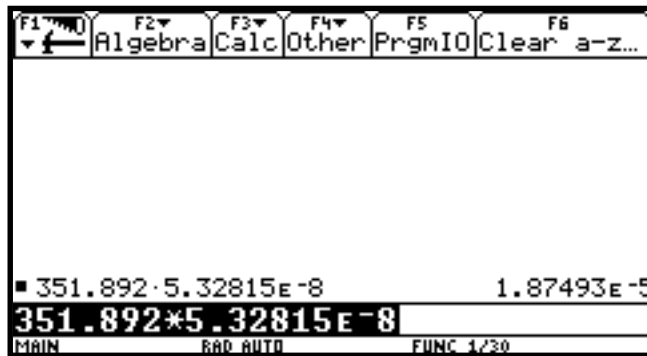 F1 F2 F3 F4 F5 F6
Algebra Calc Other PrgmIO Clear a-z…
351.892·5.32815ᴇ⁻8 1.87493ᴇ⁻5
351.892*5.32815ᴇ⁻8
MAIN RAD AUTO FUNC 1/30